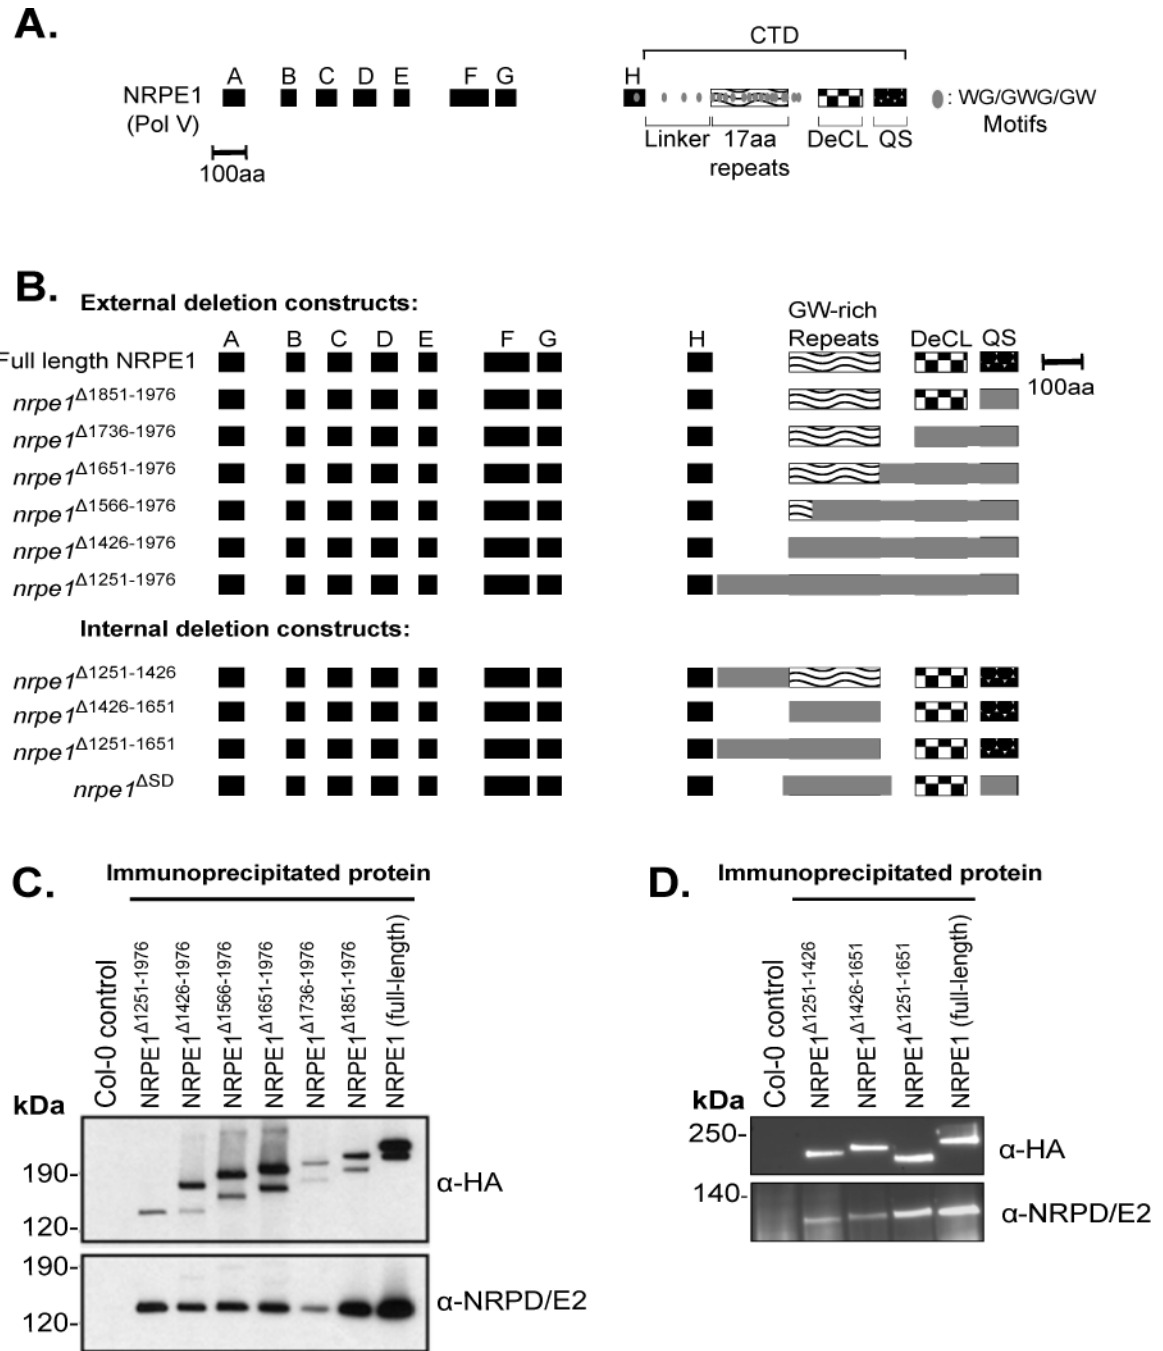 A.
CTD
A B C D E F G H
NRPE1
(Pol V)
: WG/GWG/GW
Motifs
Linker 17aa
repeats
DeCL QS
100aa
B.
External deletion constructs:
GW-rich
Repeats
A B C D E F G H DeCL QS
Full length NRPE1
100aa
nrpe1Δ1851-1976
nrpe1Δ1736-1976
nrpe1Δ1651-1976
nrpe1Δ1566-1976
nrpe1Δ1426-1976
nrpe1Δ1251-1976
Internal deletion constructs:
nrpe1Δ1251-1426
nrpe1Δ1426-1651
nrpe1Δ1251-1651
nrpe1ΔSD
C.
Immunoprecipitated protein
Col-0 control
NRPE1Δ1251-1976
NRPE1Δ1426-1976
NRPE1Δ1566-1976
NRPE1Δ1651-1976
NRPE1Δ1736-1976
NRPE1Δ1851-1976
NRPE1 (full-length)
kDa
190-
120-
α-HA
190-
120-
α-NRPD/E2
D.
Immunoprecipitated protein
Col-0 control
NRPE1Δ1251-1426
NRPE1Δ1426-1651
NRPE1Δ1251-1651
NRPE1 (full-length)
kDa
250-
α-HA
140-
α-NRPD/E2